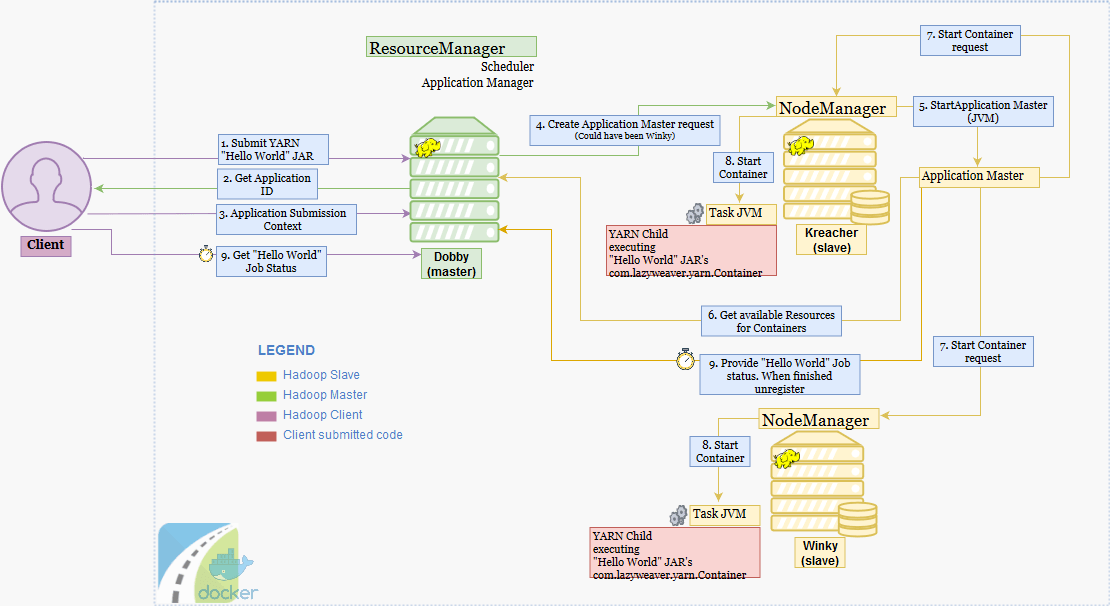 7. Start Container
request
ResourceManager
Scheduler
Application Manager
NodeManager
5. StartApplication Master
(JVM)
4. Create Application Master request
(Could have been Winky)
1. Submit YARN
"Hello World" JAR
8. Start
Container
2. Get Application
ID
Application Master
3. Application Submission
Context
Task JVM
Client
YARN Child
executing
"Hello World" JAR's
com.lazyweaver.yarn.Container
Kreacher
(slave)
9. Get "Hello World"
Job Status
Dobby
(master)
6. Get available Resources
for Containers
7. Start Container
request
9. Provide "Hello World" Job
status. When finished
unregister
LEGEND
Hadoop Slave
Hadoop Master
Hadoop Client
Client submitted code
NodeManager
8. Start
Container
Task JVM
YARN Child
executing
"Hello World" JAR's
com.lazyweaver.yarn.Container
Winky
(slave)
docker